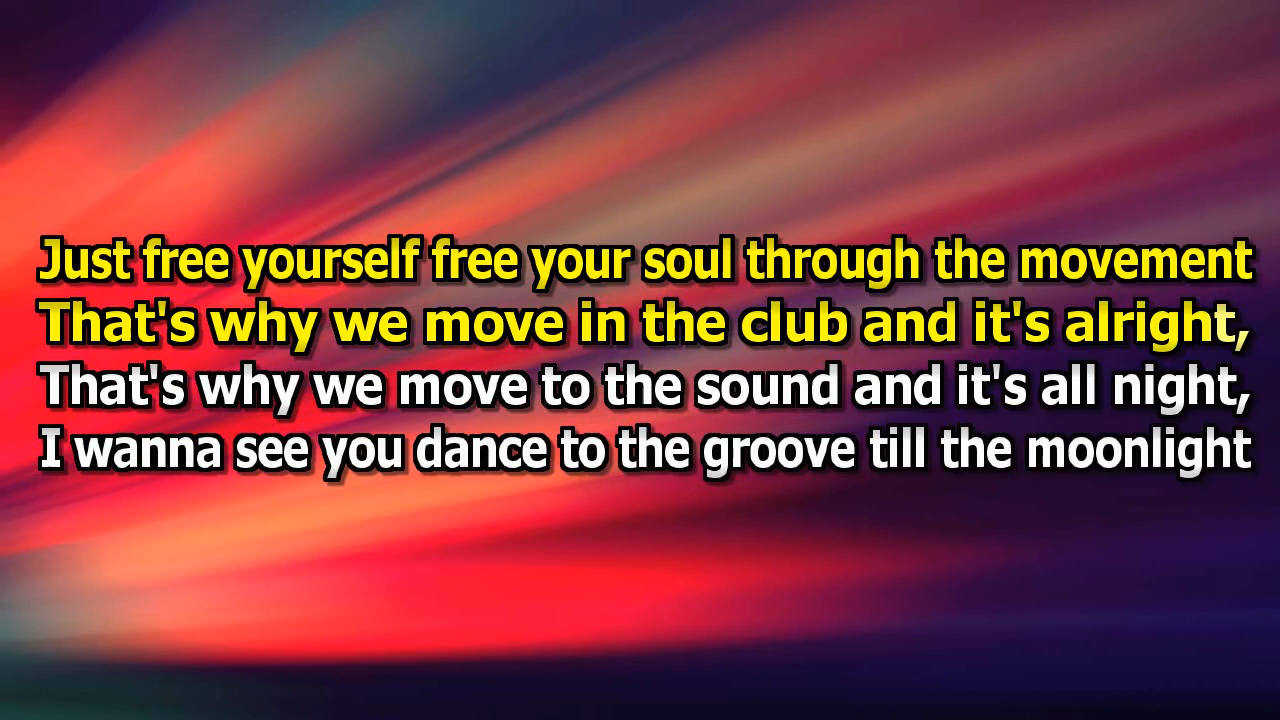 Just free yourself free your soul through the movement
That's why we move in the club and it's alright,
That's why we move to the sound and it's all night,
I wanna see you dance to the groove till the moonlight